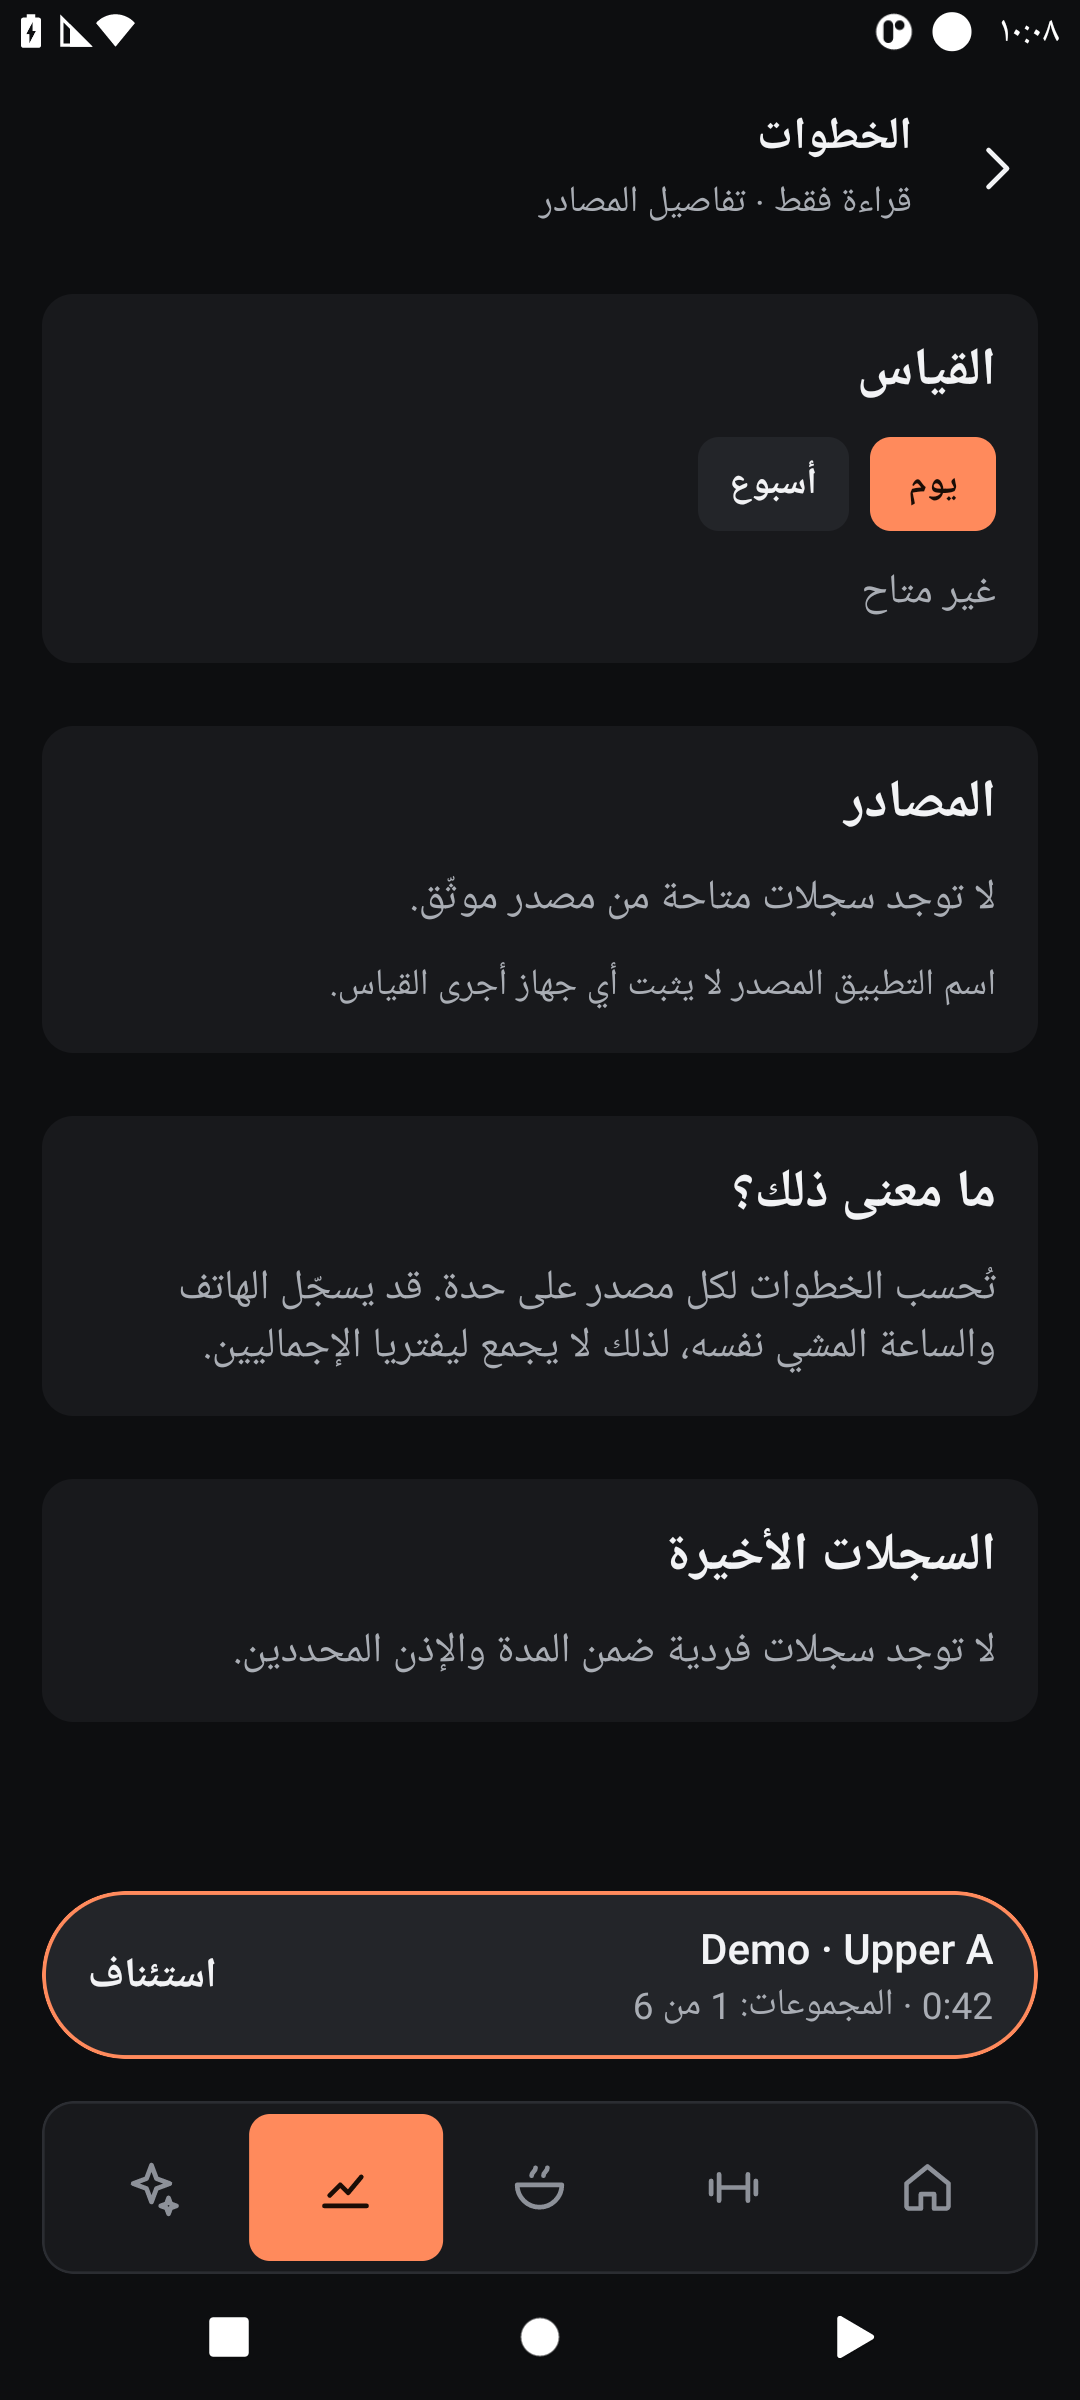 ١٠:٠٨
الخطوات
قراءة فقط · تفاصيل المصادر
القياس
يوم
أسبوع
غير متاح
المصادر
لا توجد سجلات متاحة من مصدر موثّق.
اسم التطبيق المصدر لا يثبت أي جهاز أجرى القياس.
ما معنى ذلك؟
تُحسب الخطوات لكل مصدر على حدة. قد يسجّل الهاتف
والساعة المشي نفسه، لذلك لا يجمع ليفتريا الإجماليين.
السجلات الأخيرة
لا توجد سجلات فردية ضمن المدة والإذن المحددين.
Demo · Upper A
0:42 · المجموعات: 1 من 6
استئناف